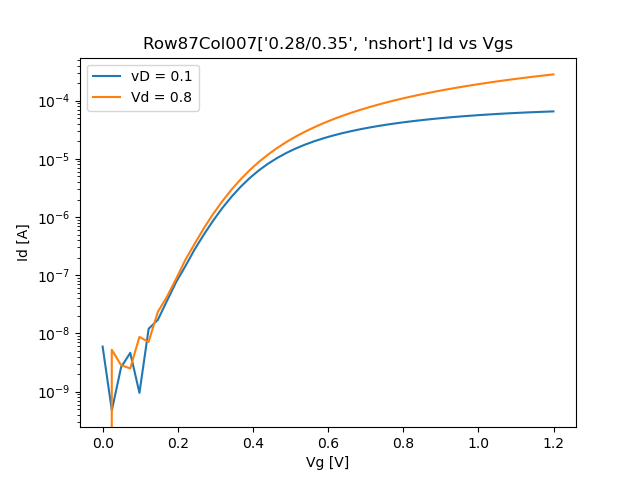 Row87Col007['0.28/0.35', 'nshort'] Id vs Vgs
vD = 0.1
Vd = 0.8
Id [A]
10⁻⁴
10⁻⁵
10⁻⁶
10⁻⁷
10⁻⁸
10⁻⁹
0.0 0.2 0.4 0.6 0.8 1.0 1.2
Vg [V]